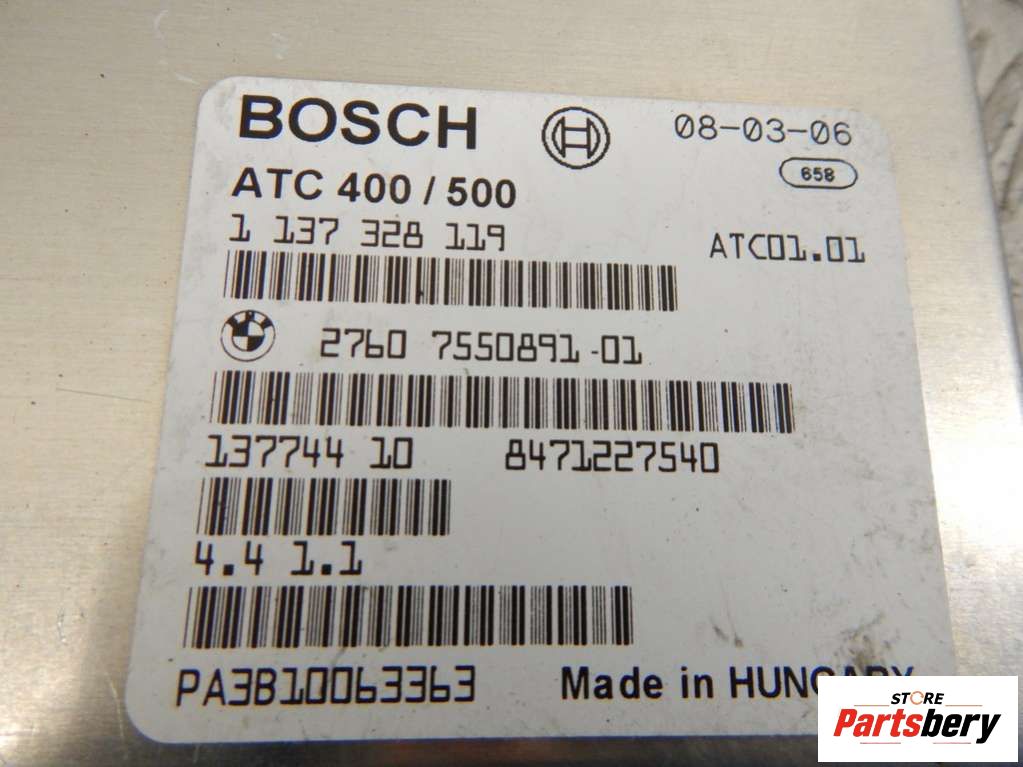 BOSCH 08-03-06
658
ATC 400 / 500
1 137 328 119 ATC01.01
2760 7550891-01
137744 10 8471227540
4.4 1.1
PA3B10063363 Made in HUNGARY
STORE
Partsbery